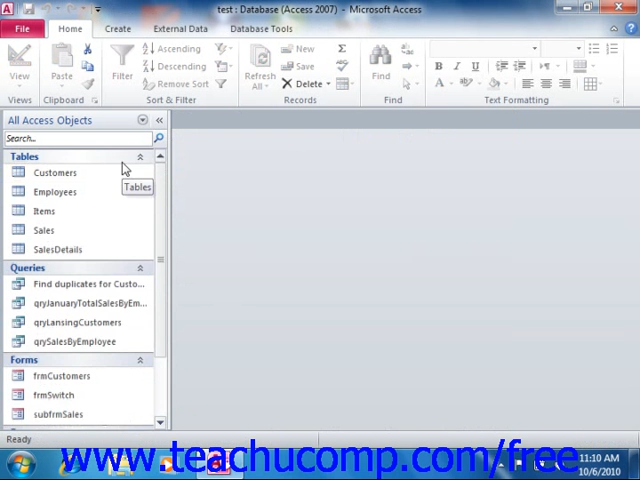 test : Database (Access 2007) – Microsoft Access
File Home Create External Data Database Tools
View
Views
Paste
Clipboard
Filter
Ascending
Descending
Remove Sort
Sort & Filter
Refresh
All
New
Save
Delete
Records
Find
Find
B I U
A
Text Formatting
All Access Objects
Search...
Tables
Customers
Tables
Employees
Items
Sales
SalesDetails
Queries
Find duplicates for Custo...
qryJanuaryTotalSalesByEm...
qryLansingCustomers
qrySalesByEmployee
Forms
frmCustomers
frmSwitch
subfrmSales
Ready
www.teachucomp.com/free
11:10 AM
10/6/2010